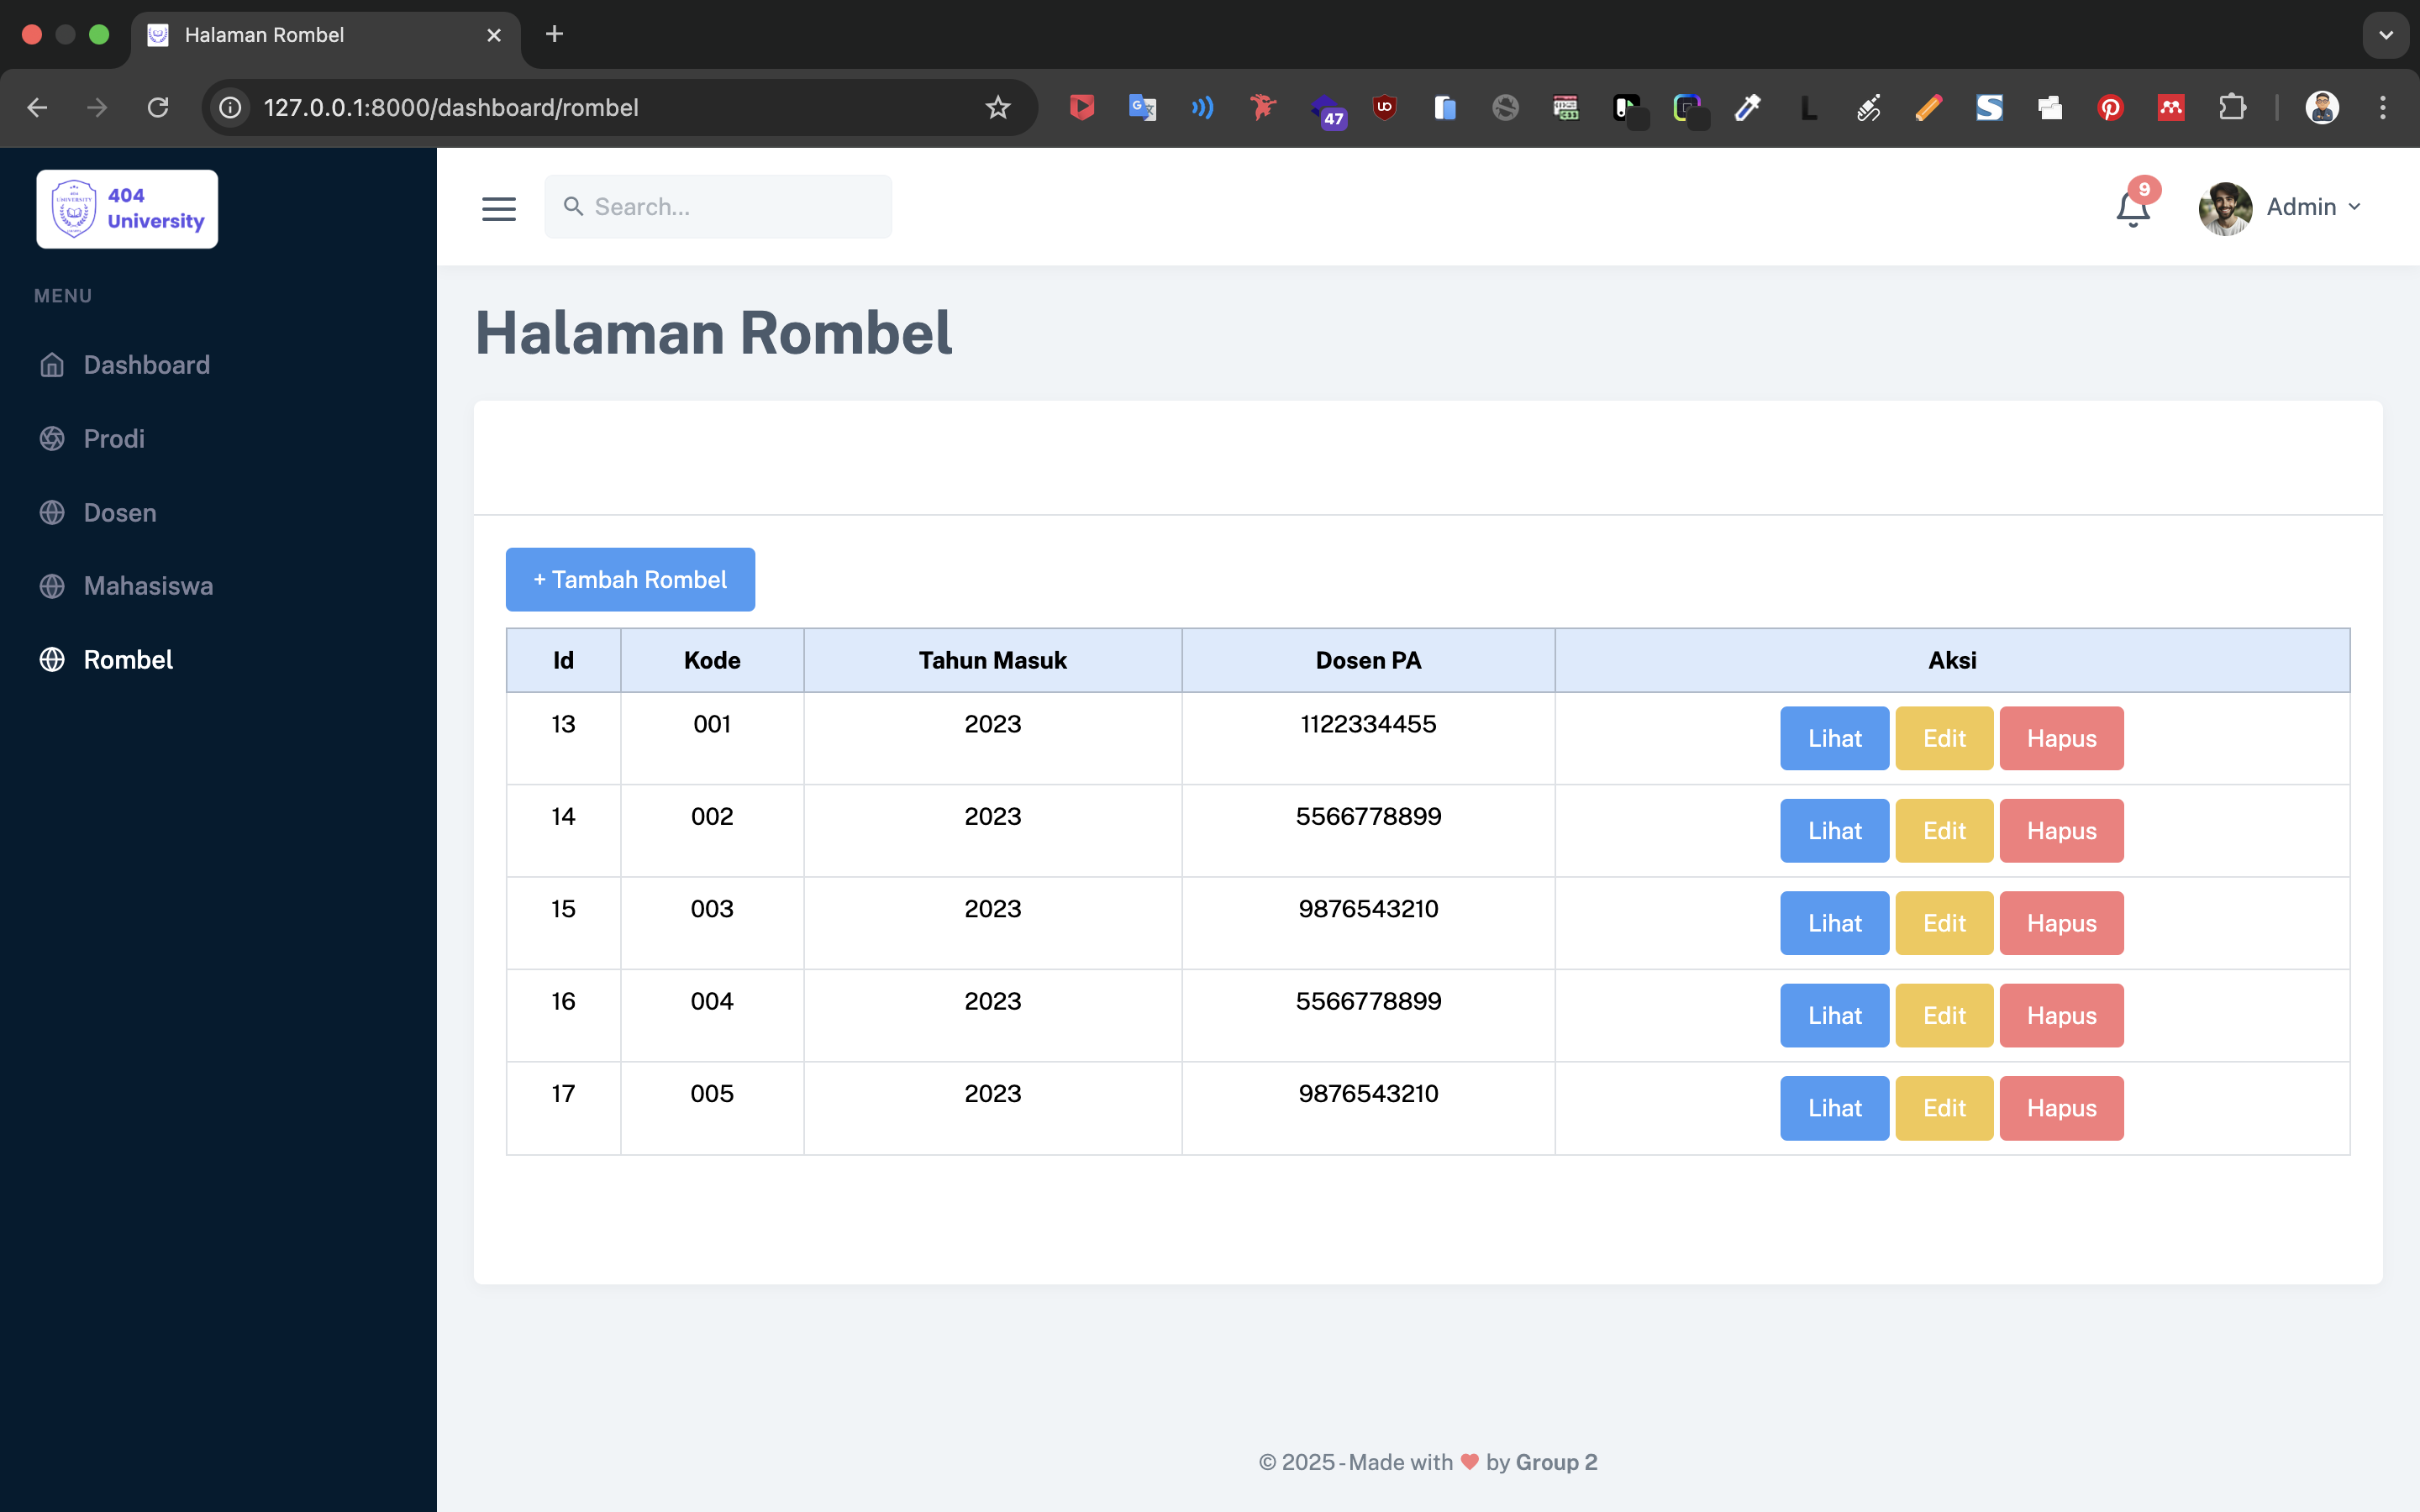 Halaman Rombel
127.0.0.1:8000/dashboard/rombel
47
404
University
Search...
9
Admin
MENU
Dashboard
Prodi
Dosen
Mahasiswa
Rombel
Halaman Rombel
+ Tambah Rombel
Id Kode Tahun Masuk Dosen PA Aksi
13 001 2023 1122334455 Lihat Edit Hapus
14 002 2023 5566778899 Lihat Edit Hapus
15 003 2023 9876543210 Lihat Edit Hapus
16 004 2023 5566778899 Lihat Edit Hapus
17 005 2023 9876543210 Lihat Edit Hapus
© 2025 - Made with ❤ by Group 2